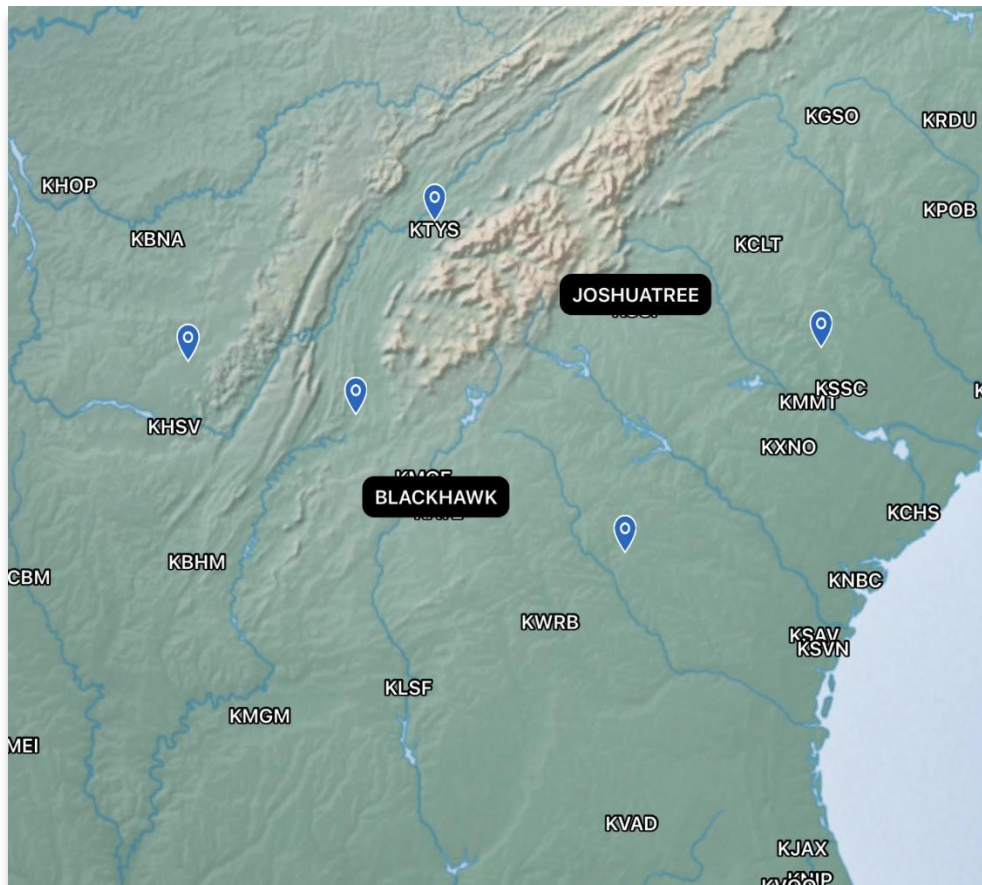 KGSO
KRDU
KHOP
KPOB
KTYS
KBNA
KCLT
JOSHUATREE
KSSC
KMMT
KHSV
KXNO
BLACKHAWK
KCHS
KBHM
CBM
KNBC
KWRB
KSAV
KSVN
KLSF
KMGM
MEI
KVAD
KJAX